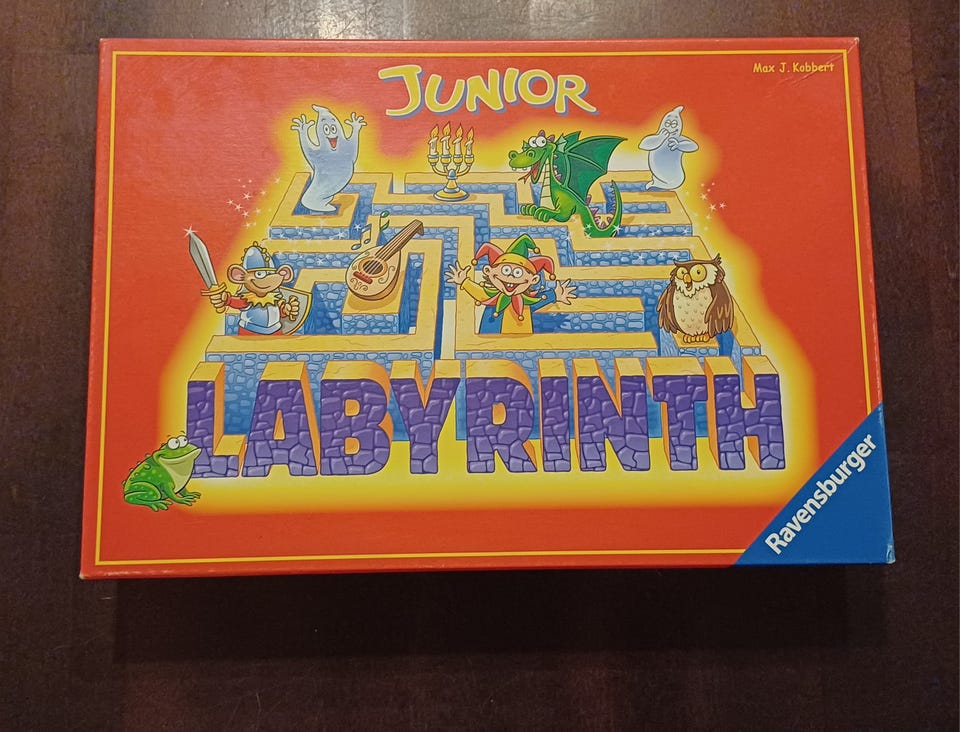 Max J. Kobbert
JUNIOR
LABYRINTH
Ravensburger